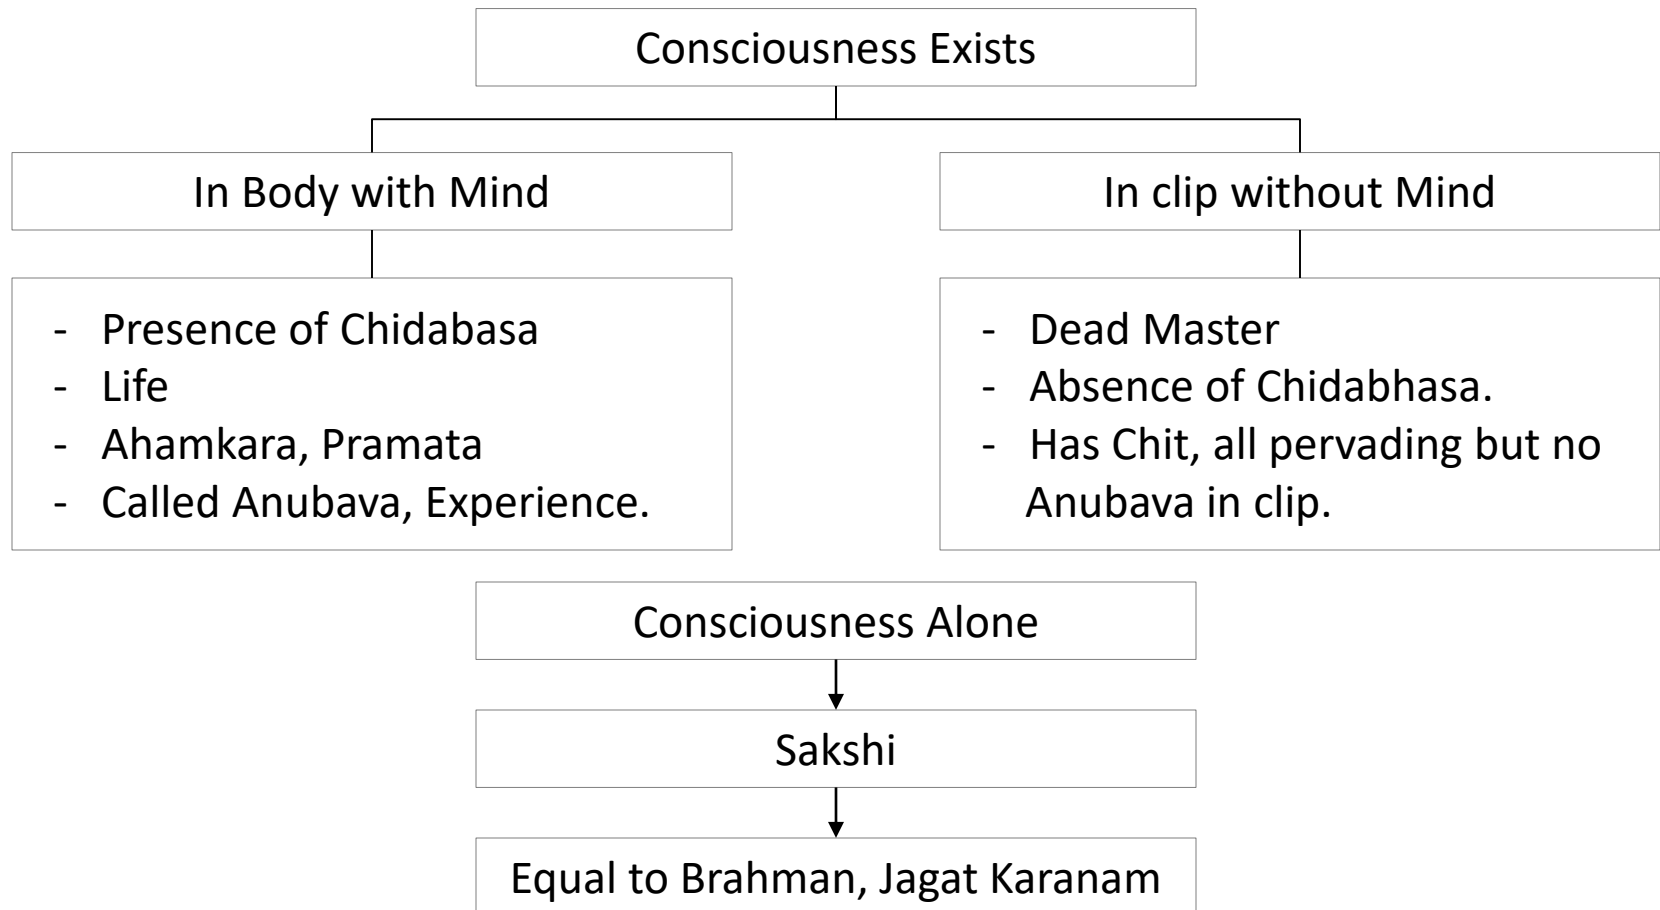 Consciousness Exists
In Body with Mind
In clip without Mind
- Presence of Chidabasa
- Life
- Ahamkara, Pramata
- Called Anubava, Experience.
- Dead Master
- Absence of Chidabhasa.
- Has Chit, all pervading but no
Anubava in clip.
Consciousness Alone
Sakshi
Equal to Brahman, Jagat Karanam